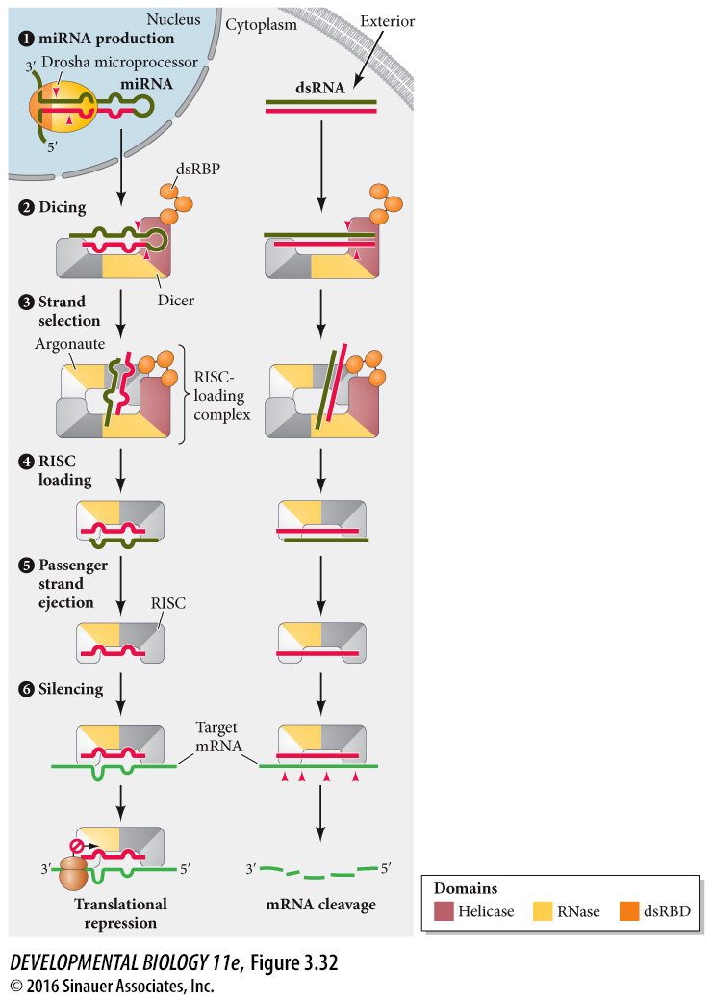 Nucleus
Cytoplasm
Exterior
1 miRNA production
3′ Drosha microprocessor
miRNA
dsRNA
5′
dsRBP
2 Dicing
Dicer
3 Strand
selection
Argonaute
RISC-
loading
complex
4 RISC
loading
5 Passenger
strand
ejection
RISC
6 Silencing
Target
mRNA
3′ 5′
3′ 5′
Translational
repression
mRNA cleavage
Domains
Helicase RNase dsRBD
DEVELOPMENTAL BIOLOGY 11e, Figure 3.32
© 2016 Sinauer Associates, Inc.